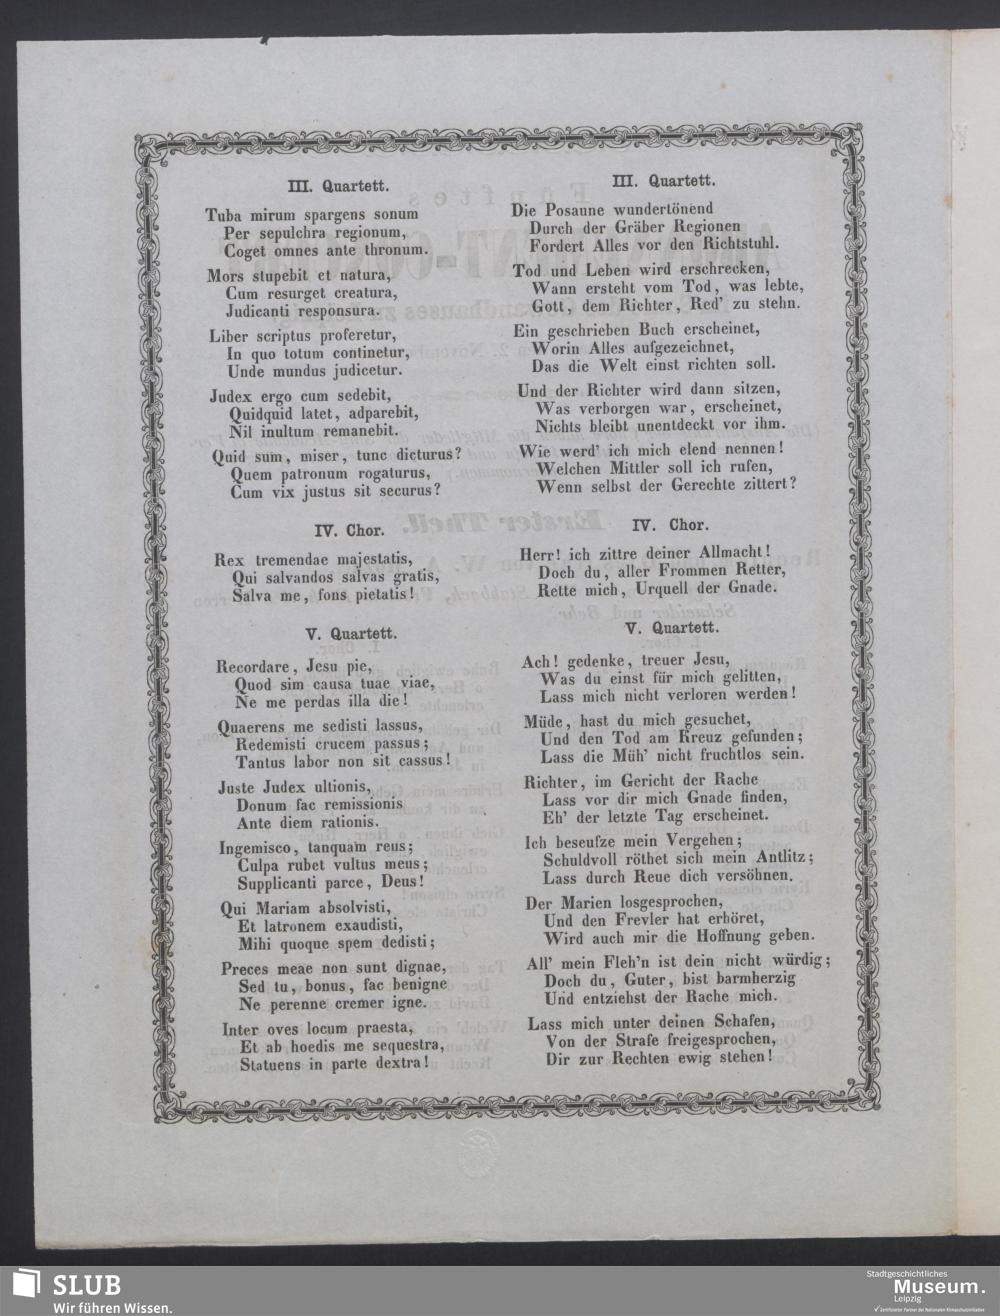 III. Quartett.
Tuba mirum spargens sonum
Per sepulchra regionum,
Coget omnes ante thronum.
Mors stupebit et natura,
Cum resurget creatura,
Judicanti responsura.
Liber scriptus proferetur,
In quo totum continetur,
Unde mundus judicetur.
Judex ergo cum sedebit,
Quidquid latet, adparebit,
Nil inultum remanebit.
Quid sum, miser, tunc dicturus?
Quem patronum rogaturus,
Cum vix justus sit securus?
IV. Chor.
Rex tremendae majestatis,
Qui salvandos salvas gratis,
Salva me, fons pietatis!
V. Quartett.
Recordare, Jesu pie,
Quod sim causa tuae viae,
Ne me perdas illa die!
Quaerens me sedisti lassus,
Redemisti crucem passus;
Tantus labor non sit cassus!
Juste Judex ultionis,
Donum fac remissionis
Ante diem rationis.
Ingemisco, tanquam reus;
Culpa rubet vultus meus;
Supplicanti parce, Deus!
Qui Mariam absolvisti,
Et latronem exaudisti,
Mihi quoque spem dedisti;
Preces meae non sunt dignae,
Sed tu, bonus, fac benigne
Ne perenne cremer igne.
Inter oves locum praesta,
Et ab hoedis me sequestra,
Statuens in parte dextra!
III. Quartett.
Die Posaune wundertönend
Durch der Gräber Regionen
Fordert Alles vor den Richtstuhl.
Tod und Leben wird erschrecken,
Wann ersteht vom Tod, was lebte,
Gott, dem Richter, Red' zu stehn.
Ein geschrieben Buch erscheinet,
Worin Alles aufgezeichnet,
Das die Welt einst richten soll.
Und der Richter wird dann sitzen,
Was verborgen war, erscheinet,
Nichts bleibt unentdeckt vor ihm.
Wie werd' ich mich elend nennen!
Welchen Mittler soll ich rufen,
Wenn selbst der Gerechte zittert?
IV. Chor.
Herr! ich zittre deiner Allmacht!
Doch du, aller Frommen Retter,
Rette mich, Urquell der Gnade.
V. Quartett.
Ach! gedenke, treuer Jesu,
Was du einst für mich gelitten,
Lass mich nicht verloren werden!
Müde, hast du mich gesuchet,
Und den Tod am Kreuz gefunden;
Lass die Müh' nicht fruchtlos sein.
Richter, im Gericht der Rache
Lass vor dir mich Gnade finden,
Eh' der letzte Tag erscheinet.
Ich beseufze mein Vergehen;
Schuldvoll röthet sich mein Antlitz;
Lass durch Reue dich versöhnen.
Der Marien losgesprochen,
Und den Frevler hat erhöret,
Wird auch mir die Hoffnung geben.
All' mein Fleh'n ist dein nicht würdig;
Doch du, Guter, bist barmherzig
Und entziehst der Rache mich.
Lass mich unter deinen Schafen,
Von der Strafe freigesprochen,
Dir zur Rechten ewig stehen!
SLUB
Wir führen Wissen.
Stadtgeschichtliches
Museum.
Leipzig
Zertifizierter Partner der Nationalen Klimaschutzinitiative